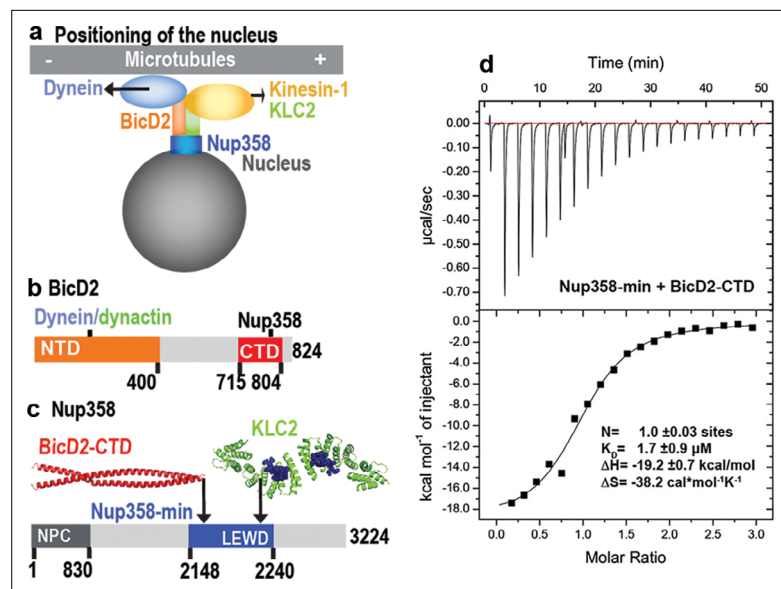 a Positioning of the nucleus
- Microtubules +
Dynein
Kinesin-1
KLC2
BicD2
Nup358
Nucleus
b BicD2
Dynein/dynactin
Nup358
NTD
CTD
824
400
715
804
c Nup358
BicD2-CTD
KLC2
Nup358-min
NPC
LEWD
3224
1
830
2148
2240
d
Time (min)
0 10 20 30 40 50
0.00
-0.10
-0.20
-0.30
-0.40
-0.50
-0.60
-0.70
µcal/sec
Nup358-min + BicD2-CTD
0.0
-2.0
-4.0
-6.0
-8.0
-10.0
-12.0
-14.0
-16.0
-18.0
kcal mol⁻¹ of injectant
N= 1.0 ±0.03 sites
K_D= 1.7 ±0.9 µM
ΔH= -19.2 ±0.7 kcal/mol
ΔS= -38.2 cal*mol⁻¹K⁻¹
0.0 0.5 1.0 1.5 2.0 2.5 3.0
Molar Ratio